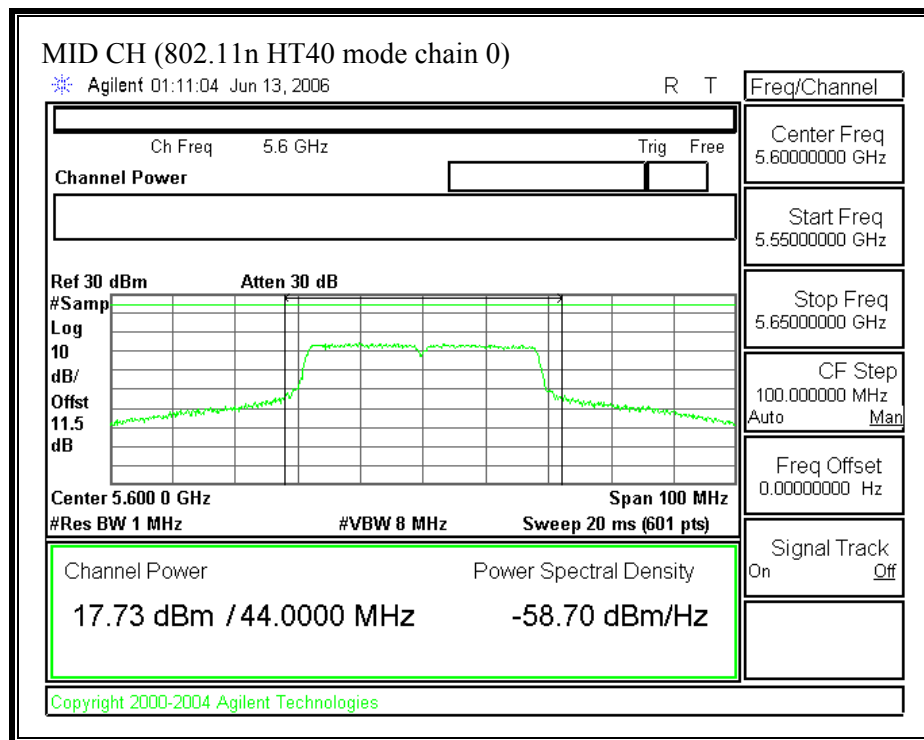 MID CH (802.11n HT40 mode chain 0)
Agilent 01:11:04 Jun 13, 2006 R T
Freq/Channel
Ch Freq 5.6 GHz Trig Free
Channel Power
Center Freq
5.60000000 GHz
Start Freq
5.55000000 GHz
Stop Freq
5.65000000 GHz
CF Step
100.000000 MHz
Auto Man
Freq Offset
0.00000000 Hz
Signal Track
On Off
Ref 30 dBm Atten 30 dB
#Samp
Log
10
dB/
Offst
11.5
dB
Center 5.600 0 GHz Span 100 MHz
#Res BW 1 MHz #VBW 8 MHz Sweep 20 ms (601 pts)
Channel Power Power Spectral Density
17.73 dBm / 44.0000 MHz -58.70 dBm/Hz
Copyright 2000-2004 Agilent Technologies